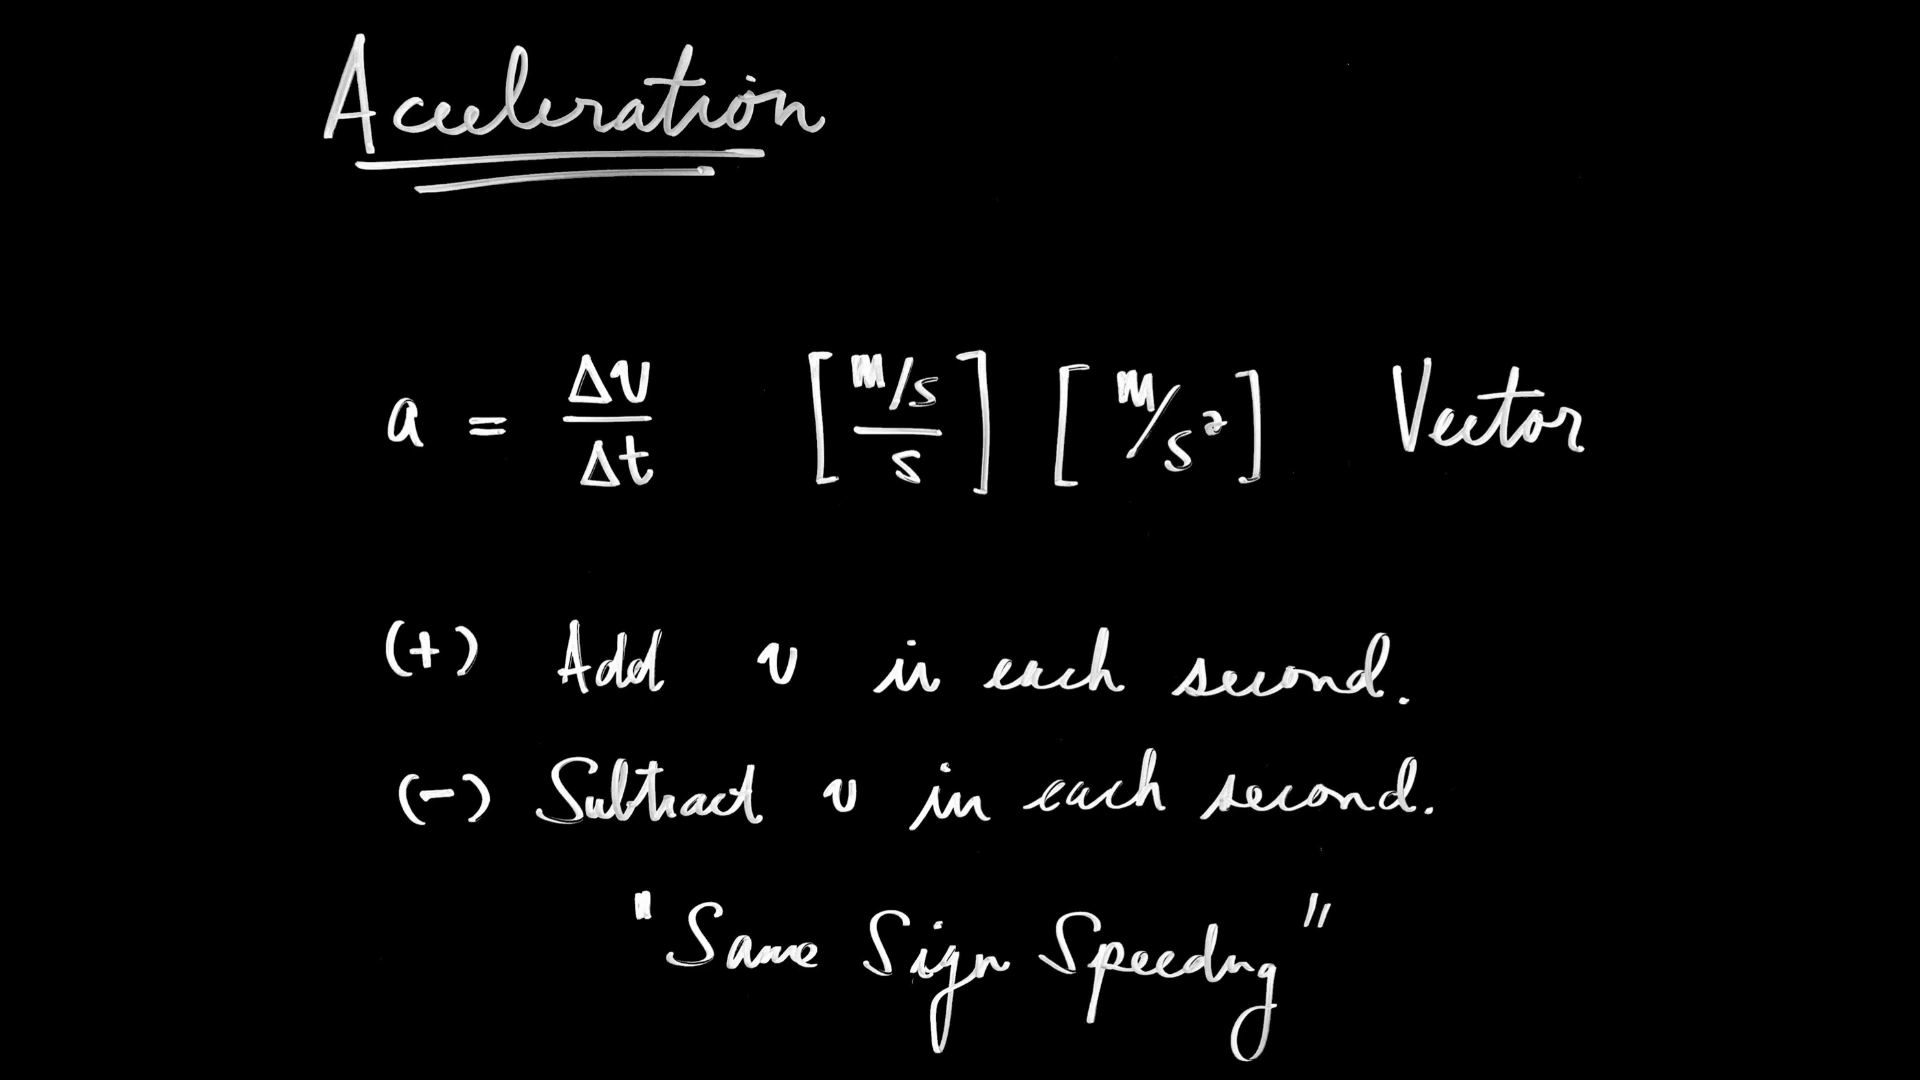 Acceleration
a = Δv/Δt [m/s / s] [m/s²] Vector
(+) Add v in each second.
(-) Subtract v in each second.
"Same Sign Speeding"